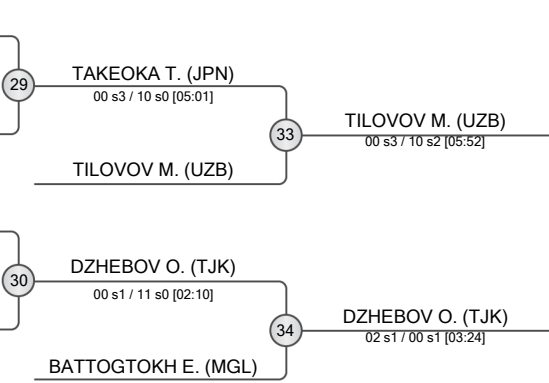 29
TAKEOKA T. (JPN)
00 s3 / 10 s0 [05:01]
33
TILOVOV M. (UZB)
00 s3 / 10 s2 [05:52]
TILOVOV M. (UZB)
30
DZHEBOV O. (TJK)
00 s1 / 11 s0 [02:10]
34
DZHEBOV O. (TJK)
02 s1 / 00 s1 [03:24]
BATTOGTOKH E. (MGL)